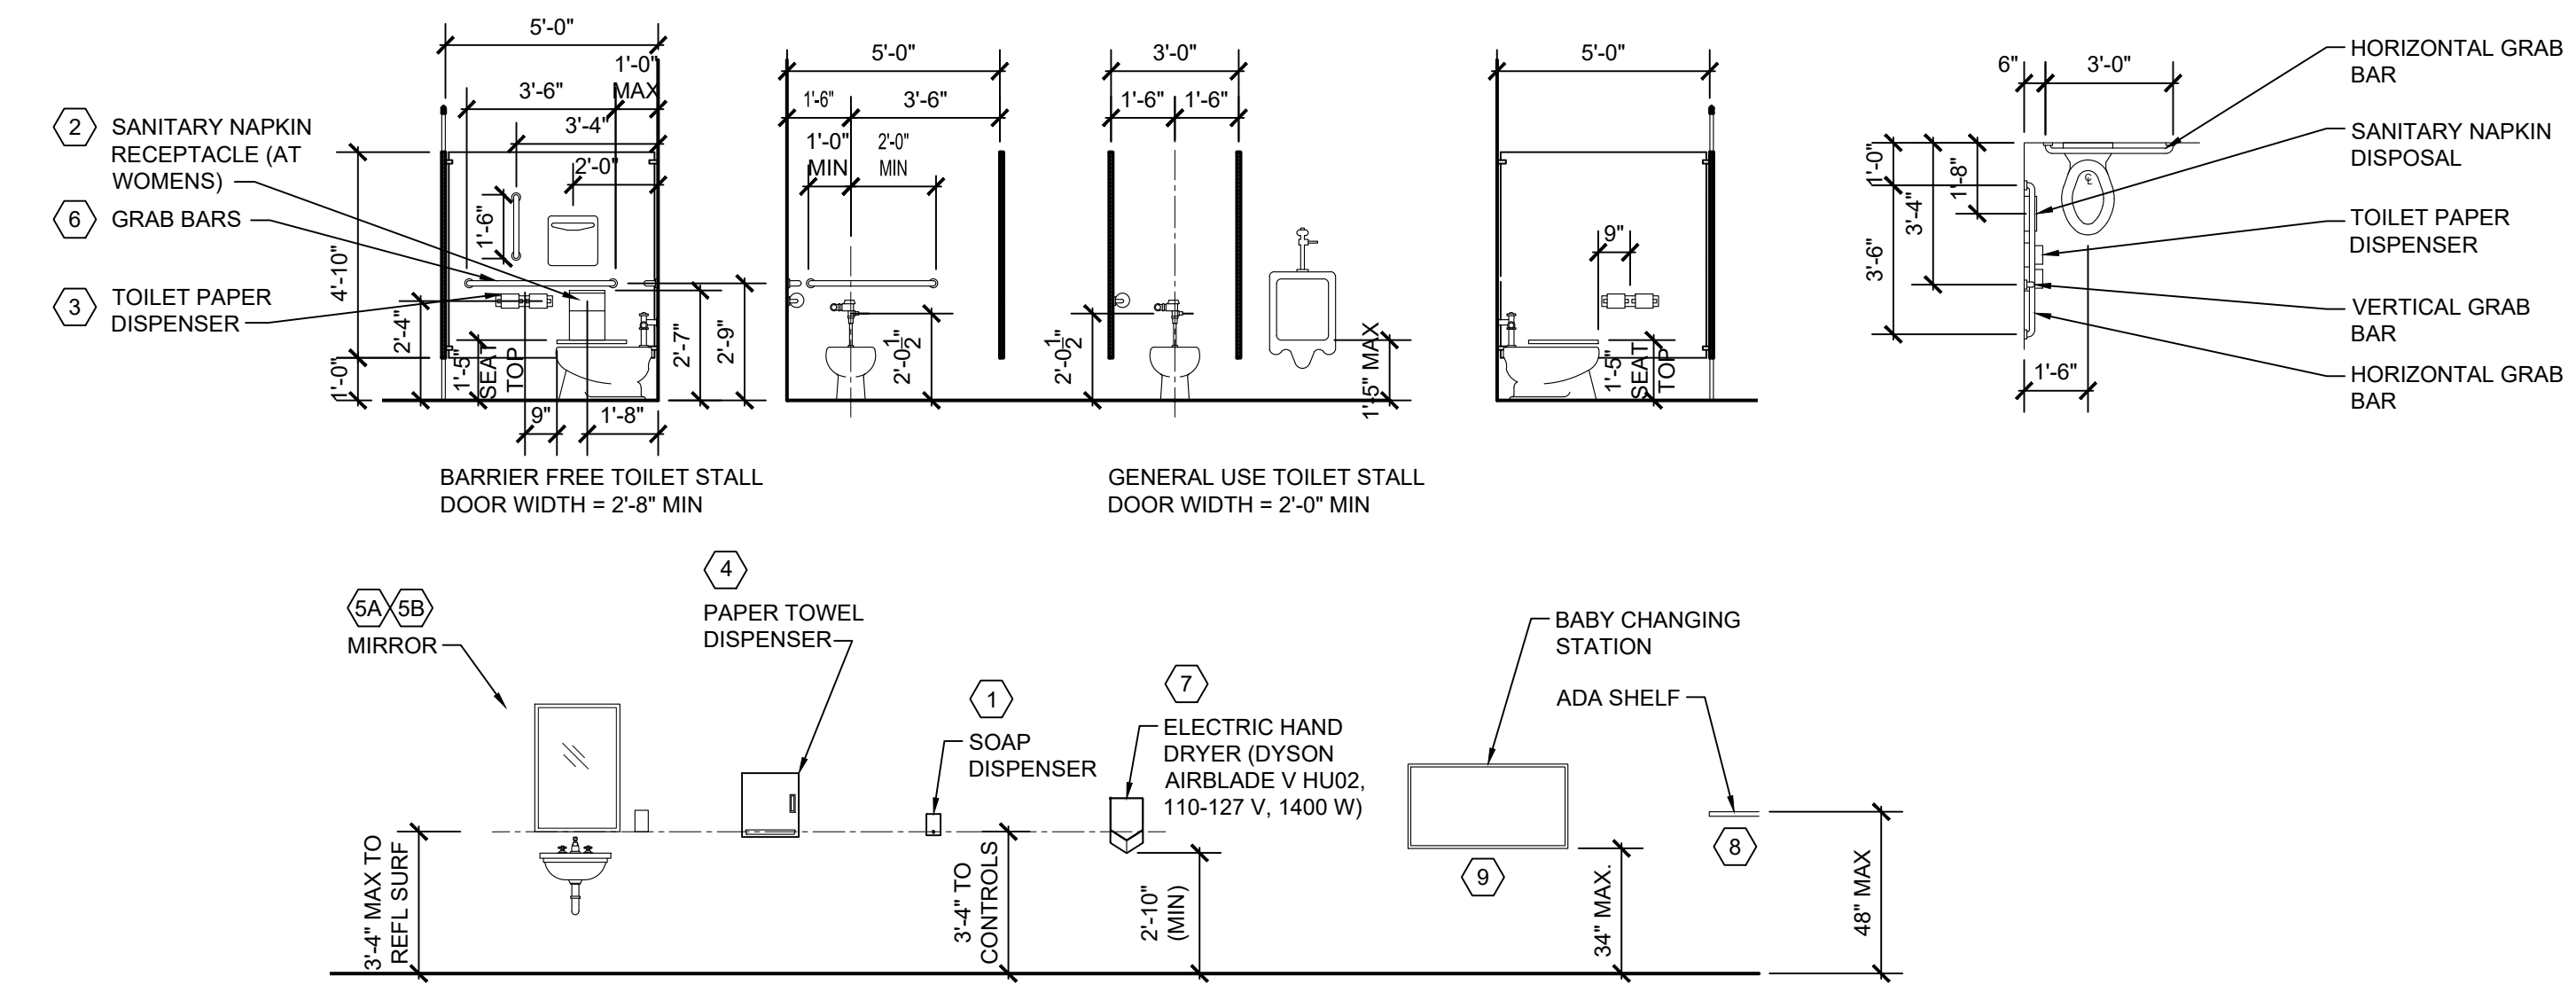 5'-0"
1'-0"
MAX
3'-6"
3'-4"
2'-0"
2
SANITARY NAPKIN
RECEPTACLE (AT
WOMENS)
6
GRAB BARS
3
TOILET PAPER
DISPENSER
1'-6"
4'-10"
1'-0"
2'-4"
1'-5"
SEAT
TOP
2'-7"
2'-9"
9"
1'-8"
BARRIER FREE TOILET STALL
DOOR WIDTH = 2'-8" MIN
5'-0"
1'-6"
3'-6"
1'-0"
MIN
2'-0"
MIN
2'-0 1/2"
3'-0"
1'-6"
1'-6"
2'-0 1/2"
1'-5" MAX
GENERAL USE TOILET STALL
DOOR WIDTH = 2'-0" MIN
5'-0"
9"
1'-5"
SEAT
TOP
6"
3'-0"
1'-0"
1'-8"
3'-4"
3'-6"
1'-6"
CL
HORIZONTAL GRAB
BAR
SANITARY NAPKIN
DISPOSAL
TOILET PAPER
DISPENSER
VERTICAL GRAB
BAR
HORIZONTAL GRAB
BAR
5A 5B
MIRROR
4
PAPER TOWEL
DISPENSER
1
SOAP
DISPENSER
7
ELECTRIC HAND
DRYER (DYSON
AIRBLADE V HU02,
110-127 V, 1400 W)
BABY CHANGING
STATION
ADA SHELF
8
9
3'-4" MAX TO
REFL SURF
3'-4" TO
CONTROLS
2'-10"
(MIN)
34" MAX.
48" MAX